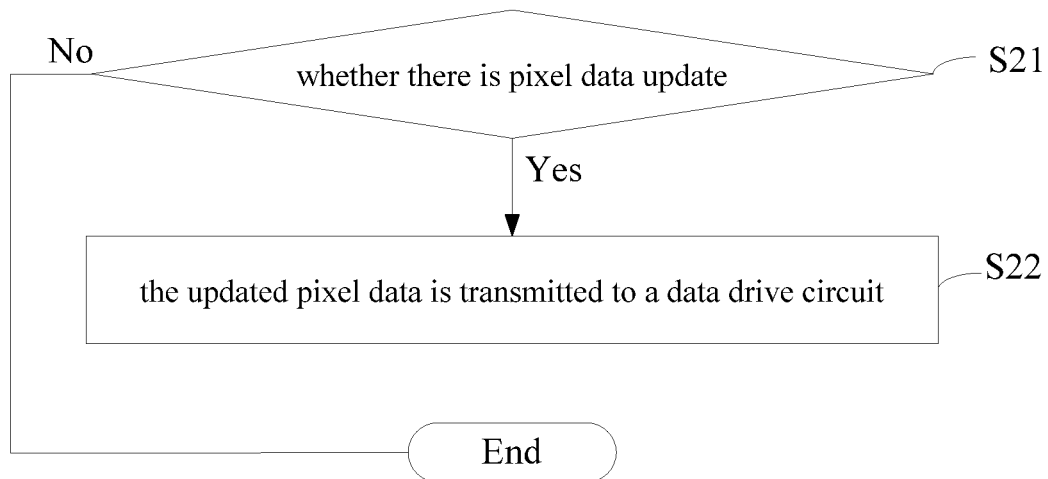 No
whether there is pixel data update
S21
Yes
the updated pixel data is transmitted to a data drive circuit
S22
End